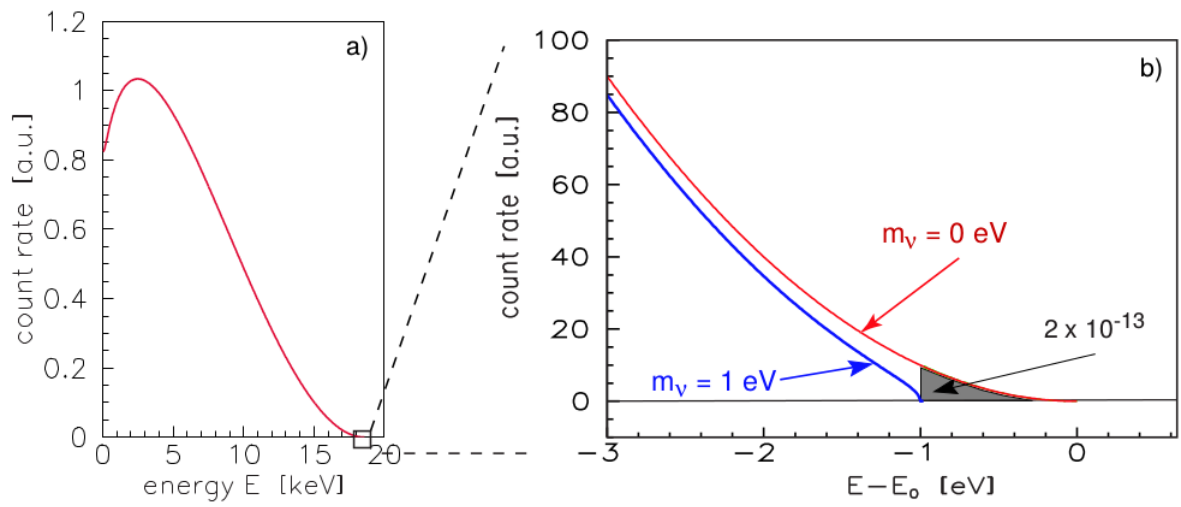 a)
count rate [a.u.]
1.2
1
0.8
0.6
0.4
0.2
0
0 5 10 15 20
energy E [keV]
b)
count rate [a.u.]
100
80
60
40
20
0
mν = 0 eV
2 x 10⁻¹³
mν = 1 eV
−3 −2 −1 0
E−E₀ [eV]